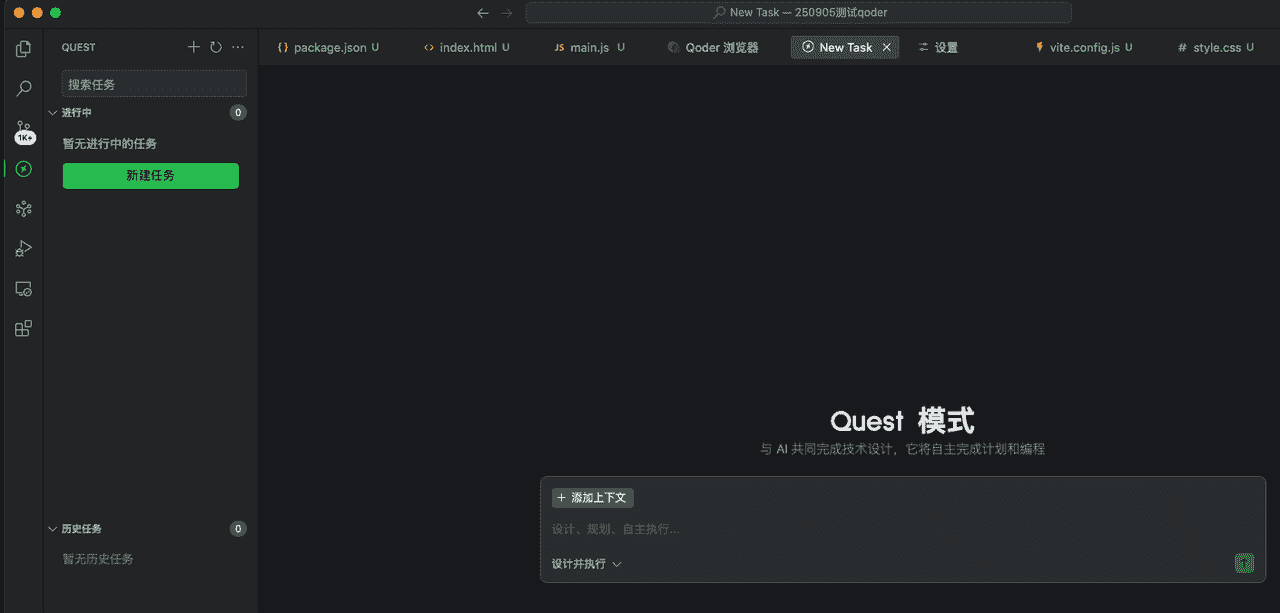 New Task — 250905测试qoder
QUEST
package.json U
index.html U
JS main.js U
Qoder 浏览器
New Task
设置
vite.config.js U
# style.css U
搜索任务
进行中 0
1K+
暂无进行中的任务
新建任务
Quest 模式
与 AI 共同完成技术设计，它将自主完成计划和编程
+ 添加上下文
设计、规划、自主执行...
设计并执行
历史任务 0
暂无历史任务